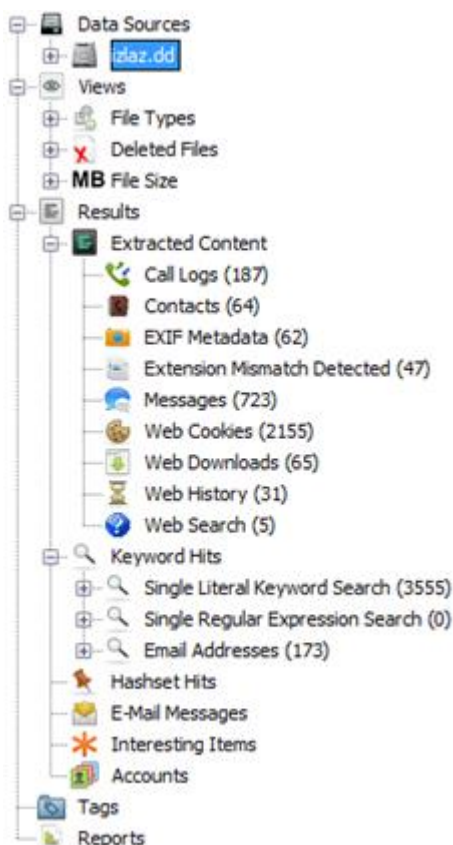 Data Sources
izlaz.dd
Views
File Types
Deleted Files
MB File Size
Results
Extracted Content
Call Logs (187)
Contacts (64)
EXIF Metadata (62)
Extension Mismatch Detected (47)
Messages (723)
Web Cookies (2155)
Web Downloads (65)
Web History (31)
Web Search (5)
Keyword Hits
Single Literal Keyword Search (3555)
Single Regular Expression Search (0)
Email Addresses (173)
Hashset Hits
E-Mail Messages
Interesting Items
Accounts
Tags
Reports